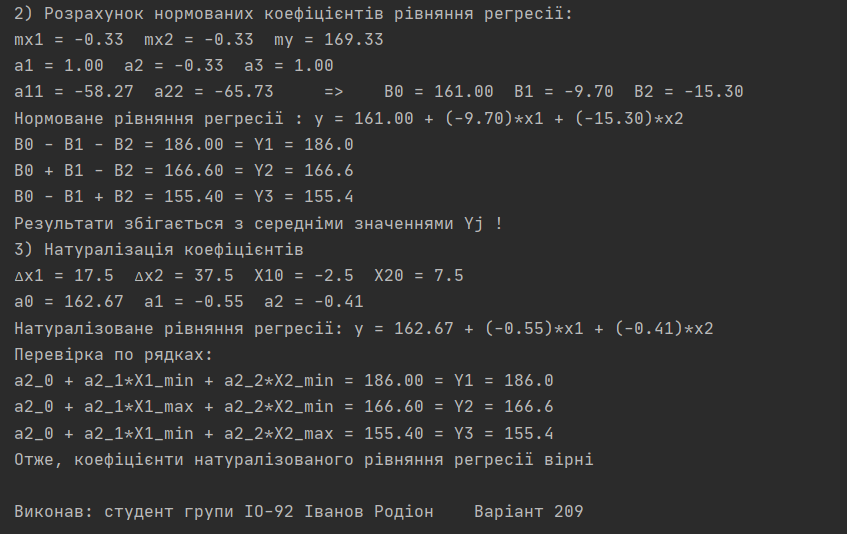 2) Розрахунок нормованих коефіцієнтів рівняння регресії:
mx1 = -0.33  mx2 = -0.33  my = 169.33
a1 = 1.00  a2 = -0.33  a3 = 1.00
a11 = -58.27  a22 = -65.73     =>    B0 = 161.00  B1 = -9.70  B2 = -15.30
Нормоване рівняння регресії : y = 161.00 + (-9.70)*x1 + (-15.30)*x2
B0 - B1 - B2 = 186.00 = Y1 = 186.0
B0 + B1 - B2 = 166.60 = Y2 = 166.6
B0 - B1 + B2 = 155.40 = Y3 = 155.4
Результати збігається з середніми значеннями Yj !
3) Натуралізація коефіцієнтів
Δx1 = 17.5  Δx2 = 37.5  X10 = -2.5  X20 = 7.5
a0 = 162.67  a1 = -0.55  a2 = -0.41
Натуралізоване рівняння регресії: y = 162.67 + (-0.55)*x1 + (-0.41)*x2
Перевірка по рядках:
a2_0 + a2_1*X1_min + a2_2*X2_min = 186.00 = Y1 = 186.0
a2_0 + a2_1*X1_max + a2_2*X2_min = 166.60 = Y2 = 166.6
a2_0 + a2_1*X1_min + a2_2*X2_max = 155.40 = Y3 = 155.4
Отже, коефіцієнти натуралізованого рівняння регресії вірні
Виконав: студент групи ІО-92 Іванов Родіон    Варіант 209